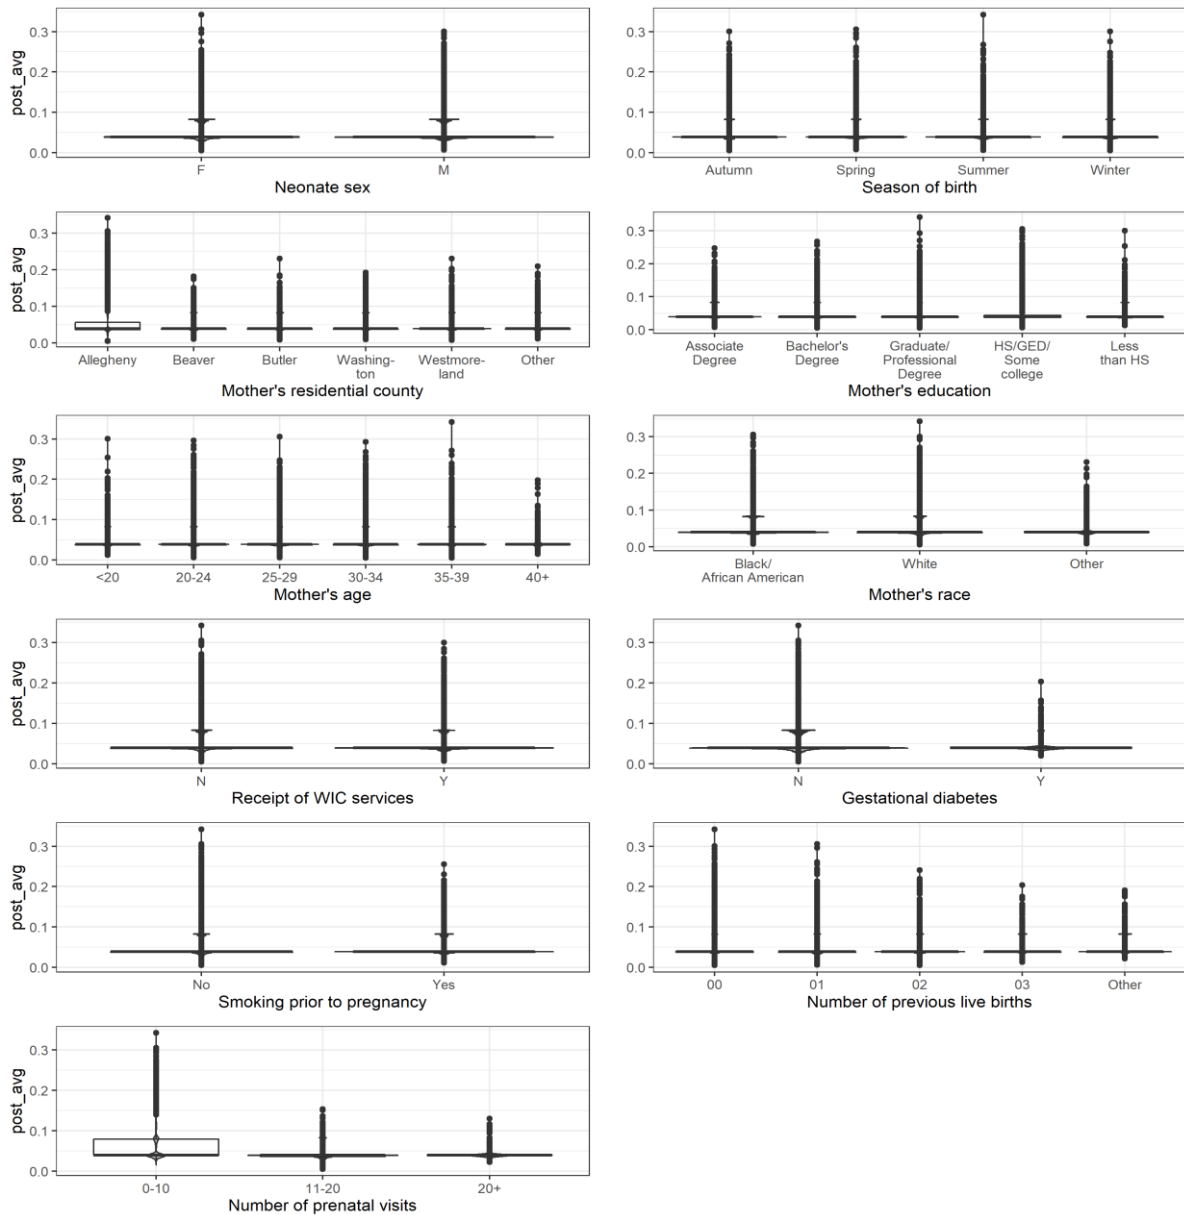 post_avg
0.3
0.2
0.1
0.0
F M
Neonate sex
0.3
0.2
0.1
0.0
Autumn Spring Summer Winter
Season of birth
post_avg
0.3
0.2
0.1
0.0
Allegheny Beaver Butler Washing- Westmore- Other
ton land
Mother's residential county
0.3
0.2
0.1
0.0
Associate Bachelor's Graduate/ HS/GED/ Less
Degree Degree Professional Some than HS
Degree college
Mother's education
post_avg
0.3
0.2
0.1
0.0
<20 20-24 25-29 30-34 35-39 40+
Mother's age
0.3
0.2
0.1
0.0
Black/ White Other
African American
Mother's race
post_avg
0.3
0.2
0.1
0.0
N Y
Receipt of WIC services
0.3
0.2
0.1
0.0
N Y
Gestational diabetes
post_avg
0.3
0.2
0.1
0.0
No Yes
Smoking prior to pregnancy
0.3
0.2
0.1
0.0
00 01 02 03 Other
Number of previous live births
post_avg
0.3
0.2
0.1
0.0
0-10 11-20 20+
Number of prenatal visits